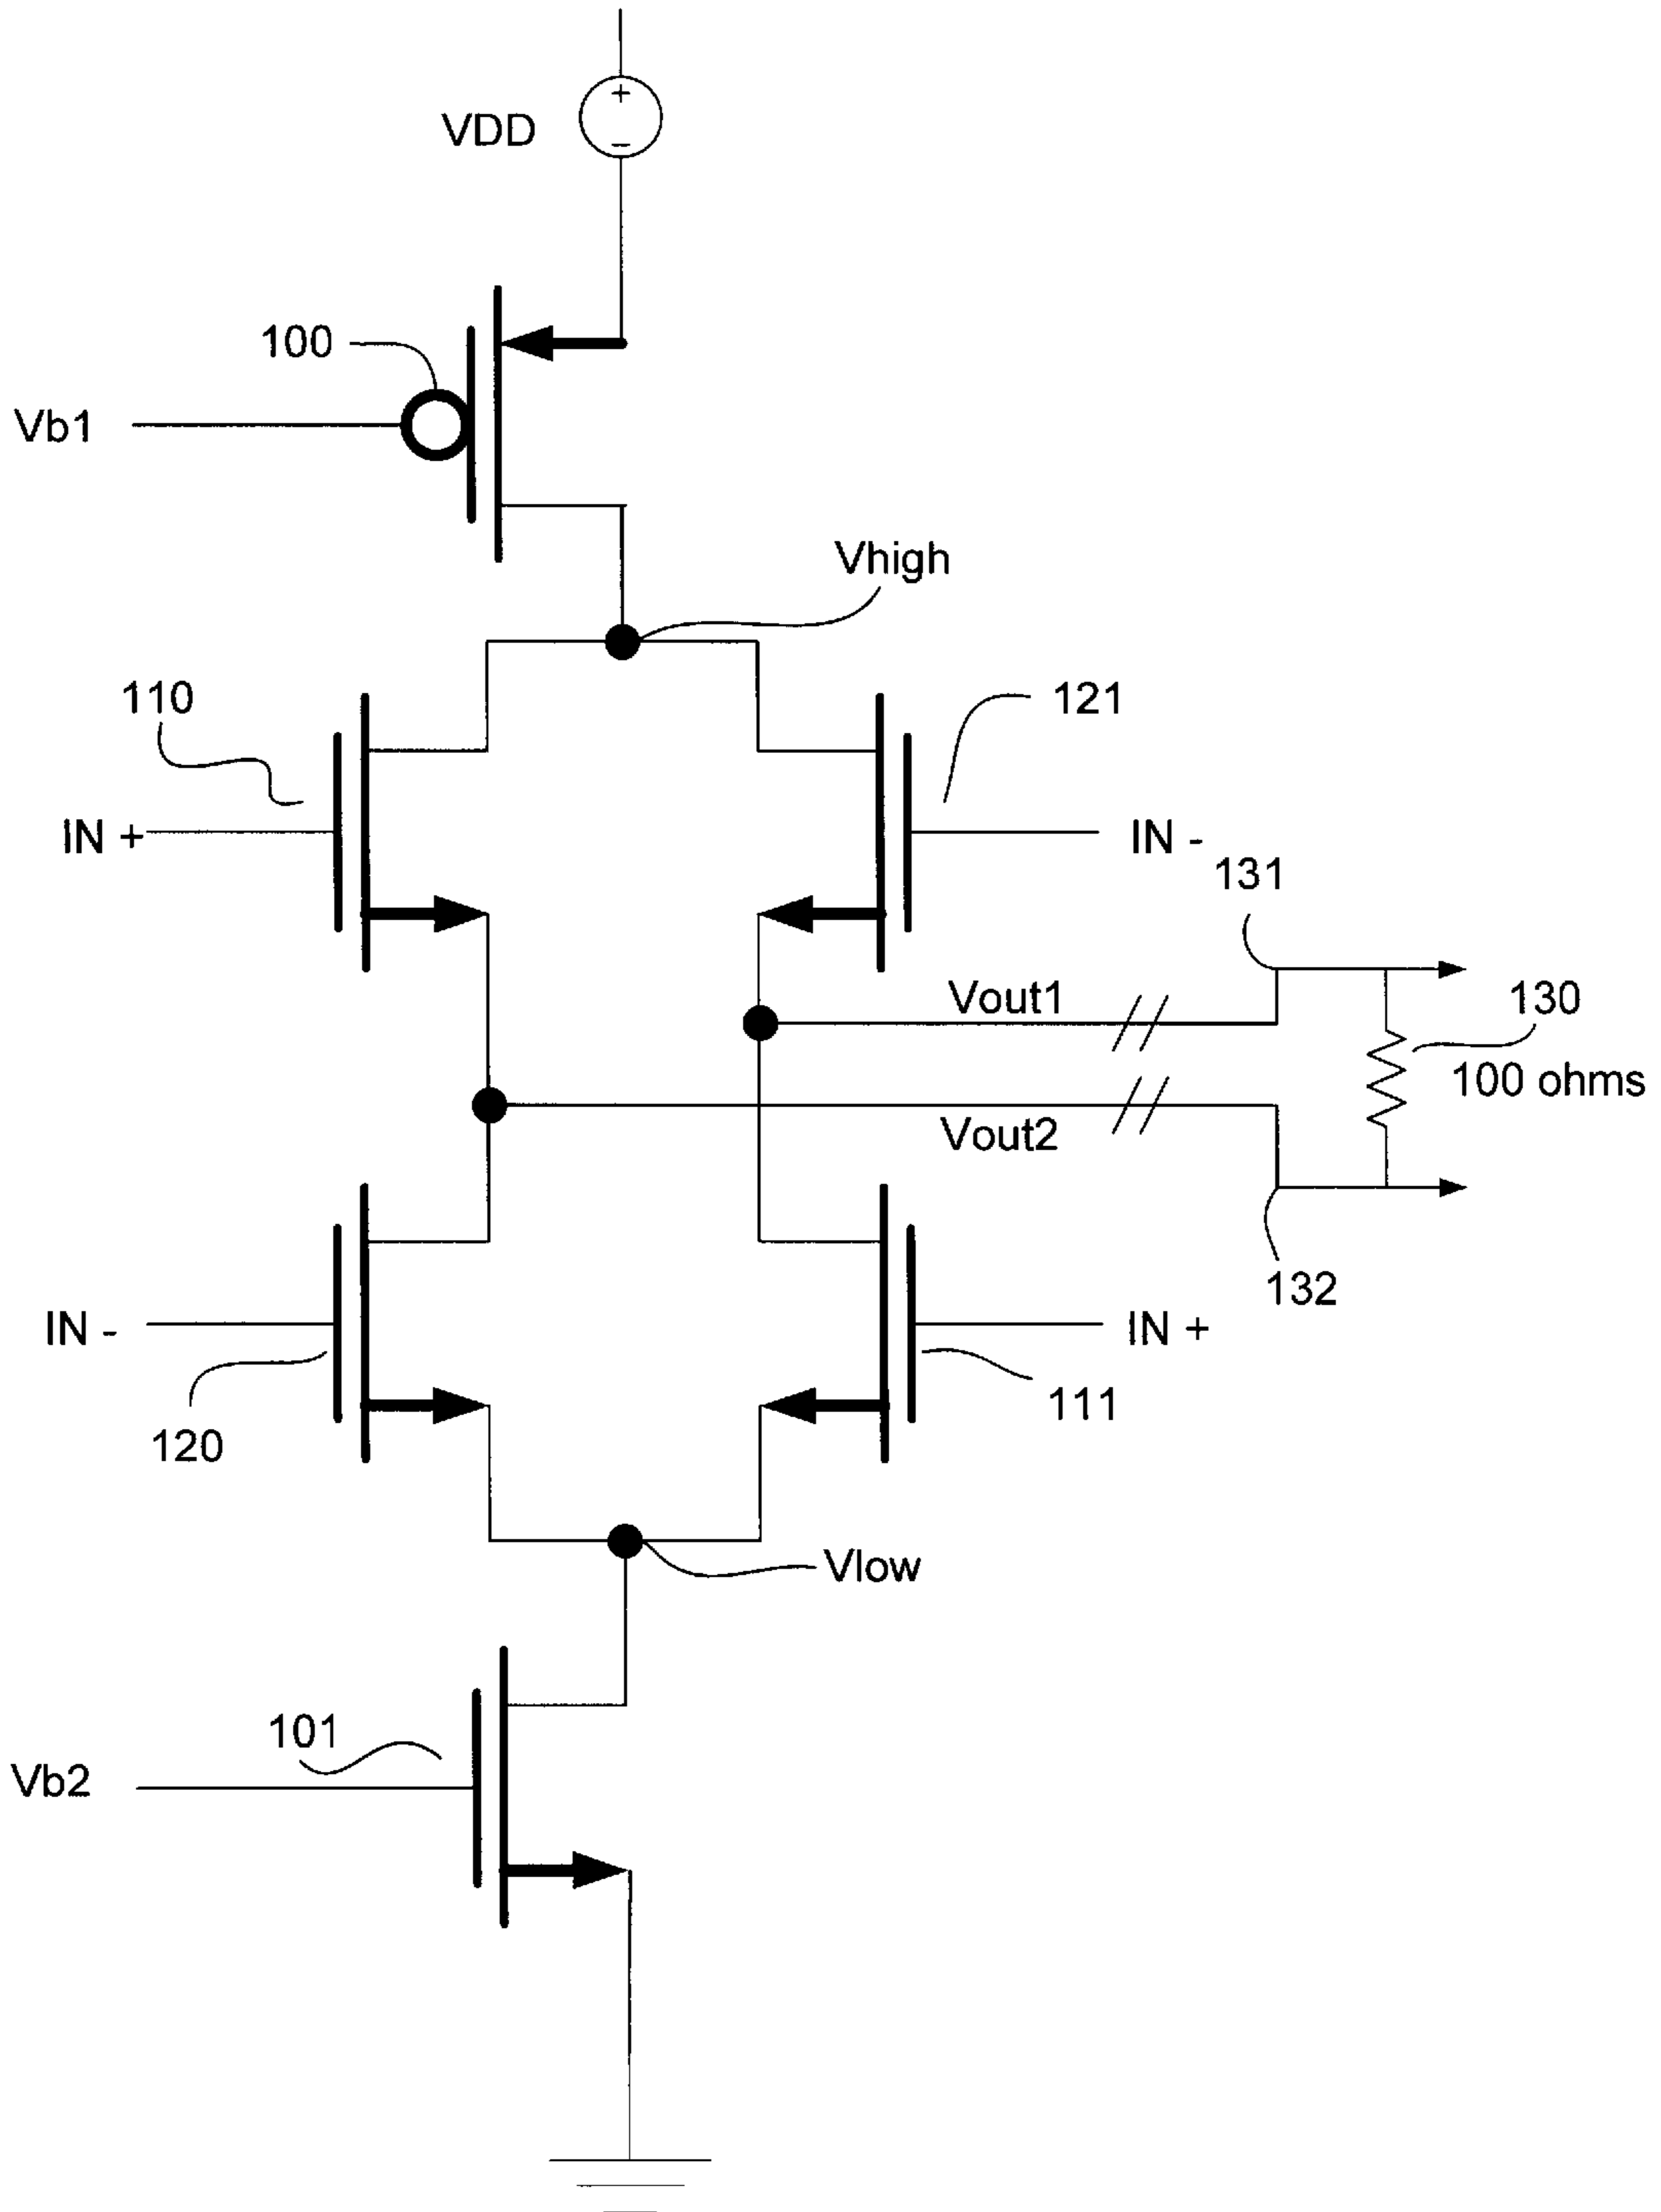 +
VDD
−
100
Vb1
Vhigh
110
121
IN +
IN -
131
Vout1
130
100 ohms
Vout2
132
IN -
IN +
120
111
Vlow
101
Vb2